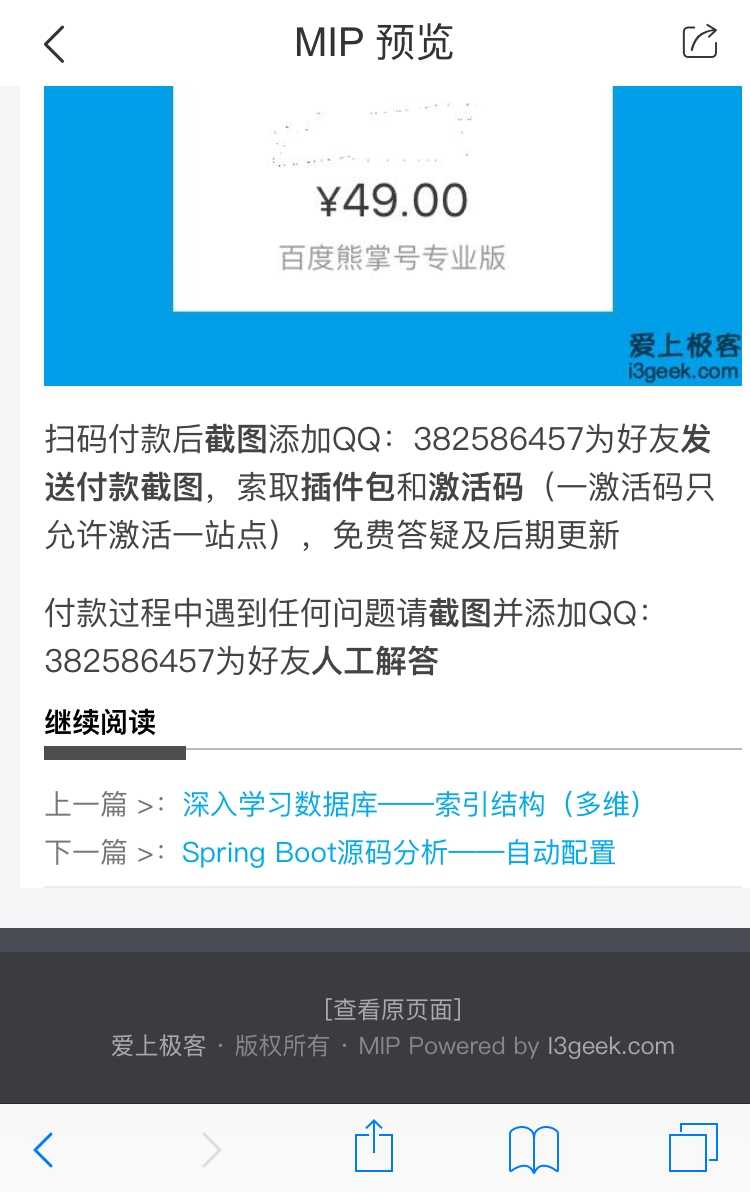 MIP 预览
¥49.00
百度熊掌号专业版
爱上极客
i3geek.com
扫码付款后截图添加QQ：382586457为好友发
送付款截图，索取插件包和激活码（一激活码只
允许激活一站点），免费答疑及后期更新
付款过程中遇到任何问题请截图并添加QQ：
382586457为好友人工解答
继续阅读
上一篇 >：深入学习数据库——索引结构（多维）
下一篇 >：Spring Boot源码分析——自动配置
[查看原页面]
爱上极客 · 版权所有 · MIP Powered by I3geek.com